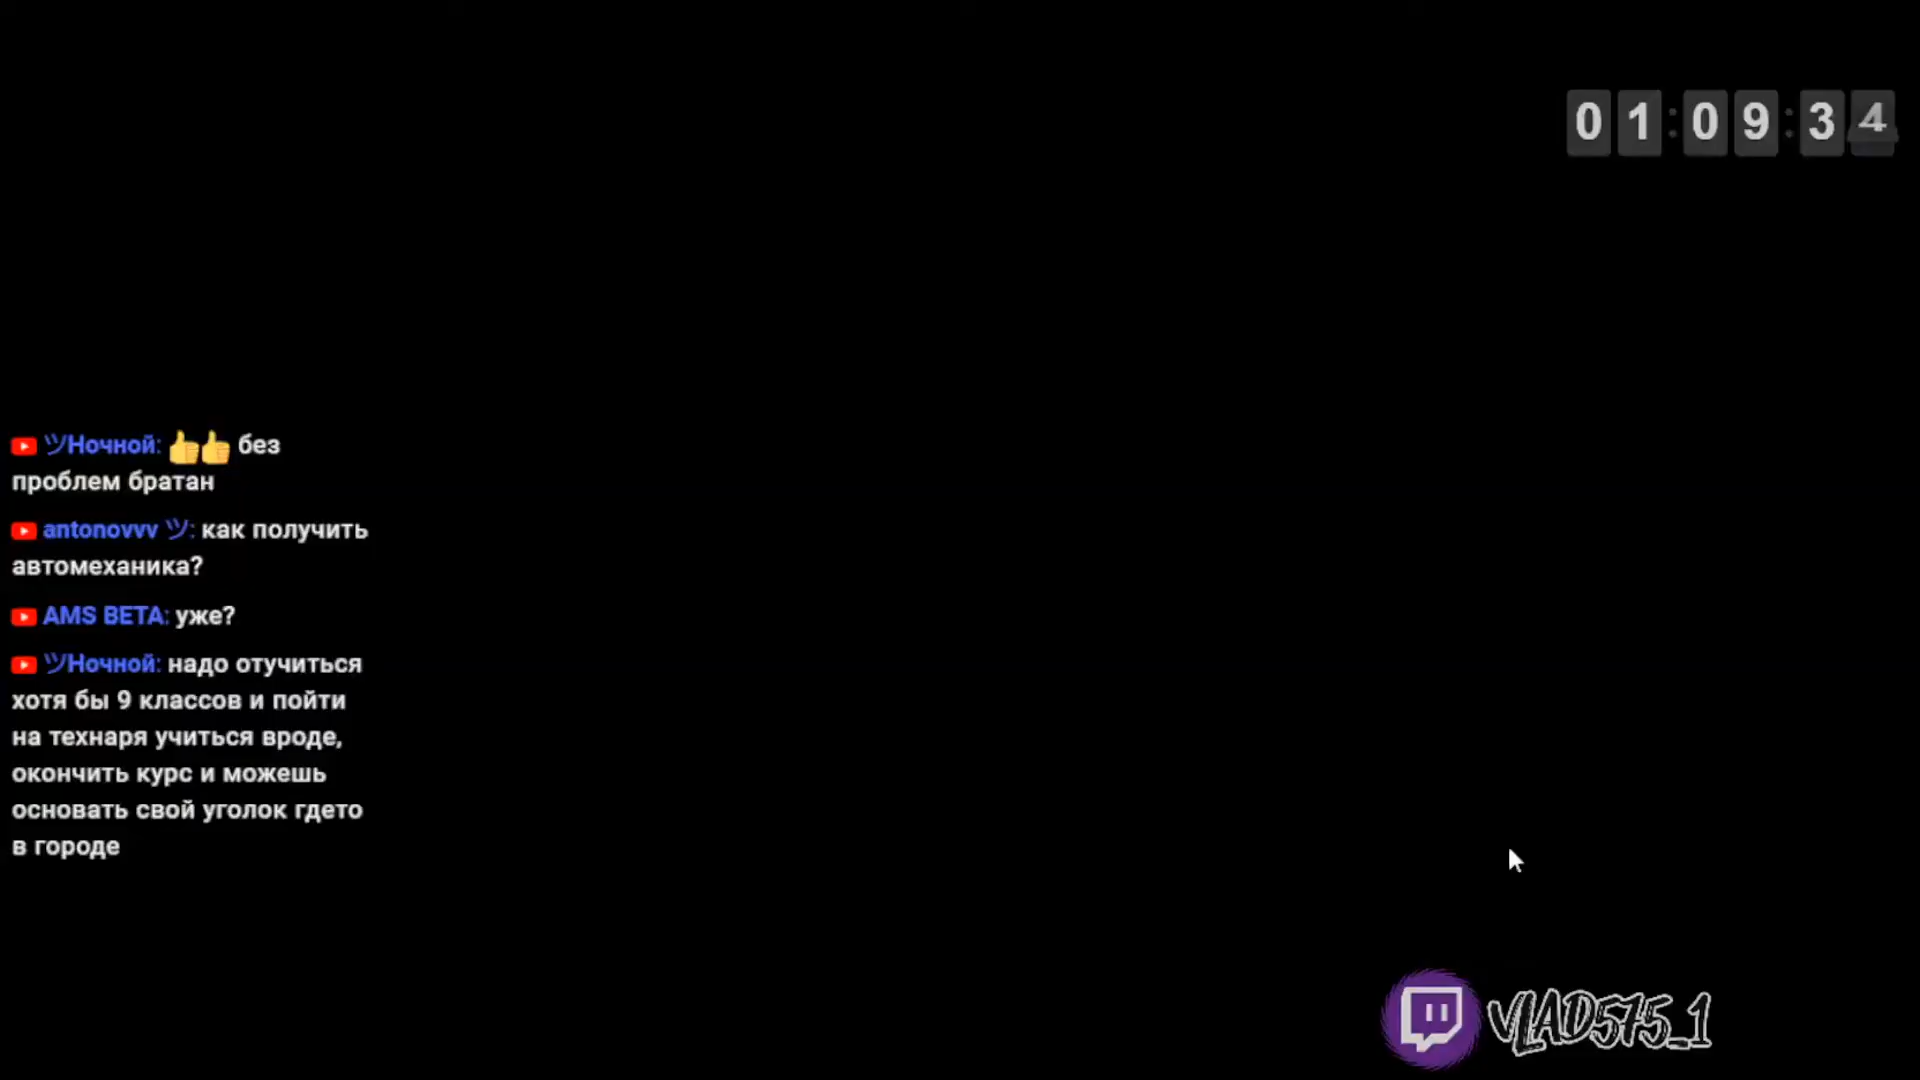 01:09:34
ツНочной: 👍👍 без
проблем братан
antonovvv ツ: как получить
автомеханика?
AMS BETA: уже?
ツНочной: надо отучиться
хотя бы 9 классов и пойти
на технаря учиться вроде,
окончить курс и можешь
основать свой уголок гдето
в городе
VLAD575_1